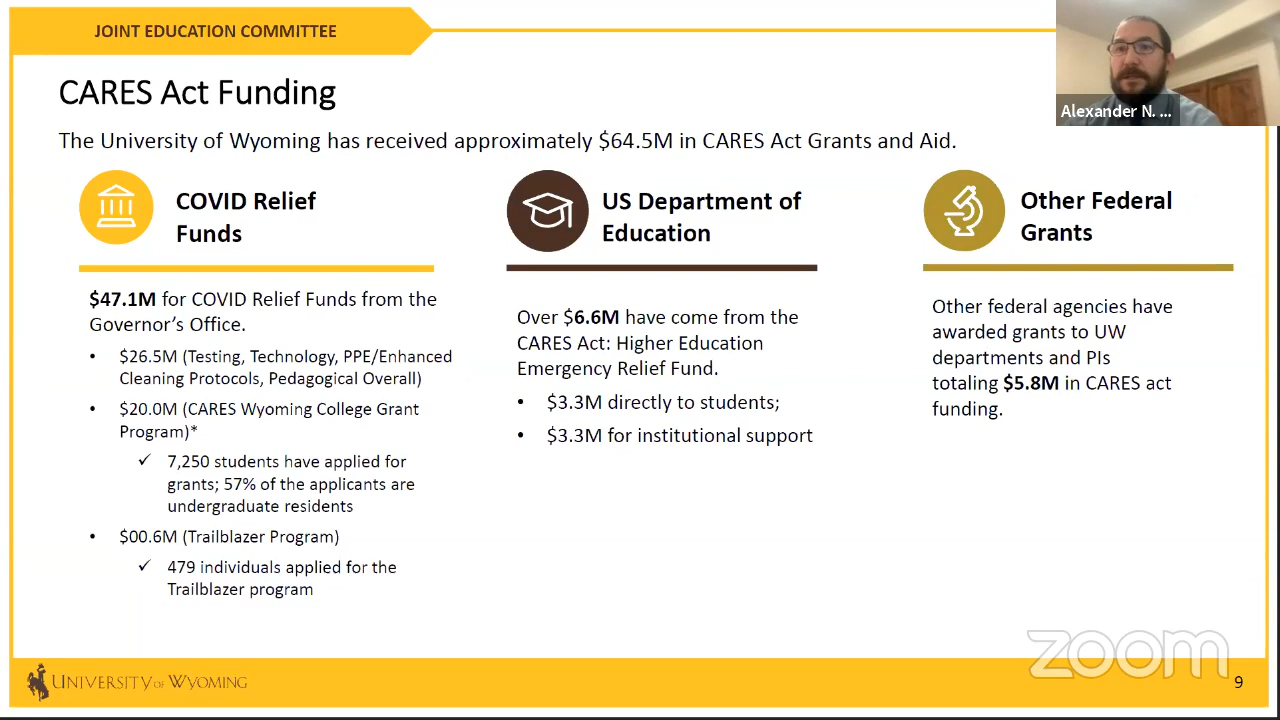 JOINT EDUCATION COMMITTEE
Alexander N. ...
CARES Act Funding
The University of Wyoming has received approximately $64.5M in CARES Act Grants and Aid.
COVID Relief
Funds
$47.1M for COVID Relief Funds from the
Governor's Office.
• $26.5M (Testing, Technology, PPE/Enhanced
Cleaning Protocols, Pedagogical Overall)
• $20.0M (CARES Wyoming College Grant
Program)*
✓ 7,250 students have applied for
grants; 57% of the applicants are
undergraduate residents
• $00.6M (Trailblazer Program)
✓ 479 individuals applied for the
Trailblazer program
US Department of
Education
Over $6.6M have come from the
CARES Act: Higher Education
Emergency Relief Fund.
• $3.3M directly to students;
• $3.3M for institutional support
Other Federal
Grants
Other federal agencies have
awarded grants to UW
departments and PIs
totaling $5.8M in CARES act
funding.
zoom
UNIVERSITY OF WYOMING
9